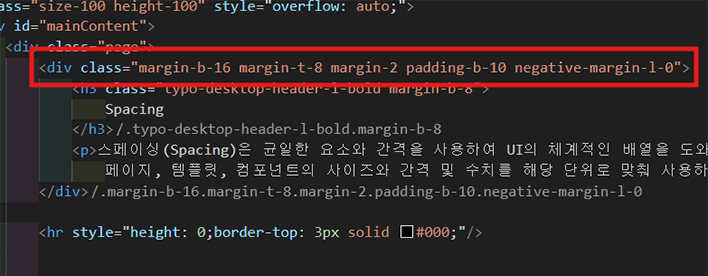 ass="size-100 height-100" style="overflow: auto;">
v id="mainContent">
<div class="page">
<div class="margin-b-16 margin-t-8 margin-2 padding-b-10 negative-margin-l-0">
<h3 class="typo-desktop-header-l-bold margin-b-8">
Spacing
</h3>/.typo-desktop-header-l-bold.margin-b-8
<p>스페이싱(Spacing)은 균일한 요소와 간격을 사용하여 UI의 체계적인 배열을 도와
페이지, 템플릿, 컴포넌트의 사이즈와 간격 및 수치를 해당 단위로 맞춰 사용하
</div>/.margin-b-16.margin-t-8.margin-2.padding-b-10.negative-margin-l-0
<hr style="height: 0;border-top: 3px solid #000;"/>